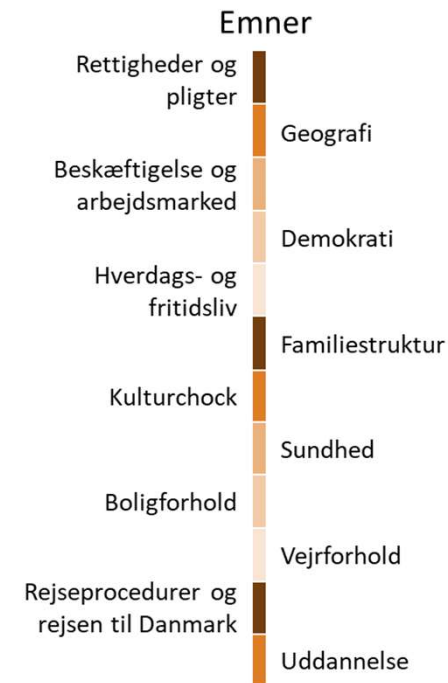 Emner
Rettigheder og
pligter
Geografi
Beskæftigelse og
arbejdsmarked
Demokrati
Hverdags- og
fritidsliv
Familiestruktur
Kulturchock
Sundhed
Boligforhold
Vejrforhold
Rejseprocedurer og
rejsen til Danmark
Uddannelse